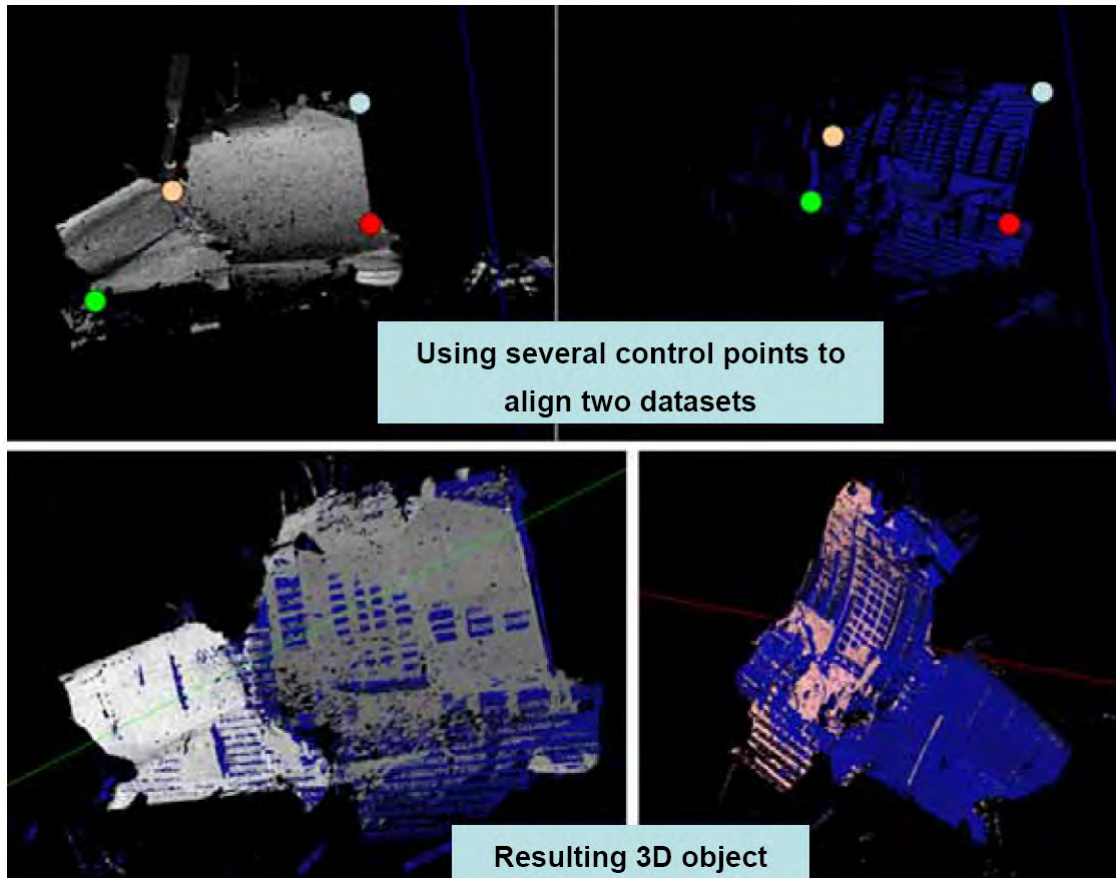 Using several control points to
align two datasets
Resulting 3D object